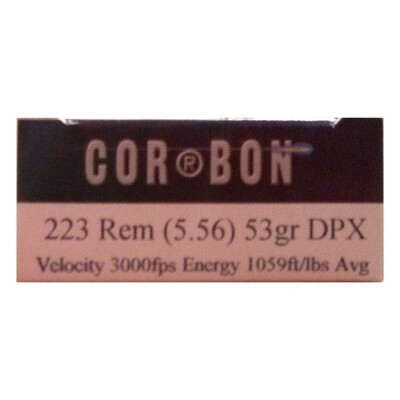 COR®BON
223 Rem (5.56) 53gr DPX
Velocity 3000fps Energy 1059ft/lbs Avg